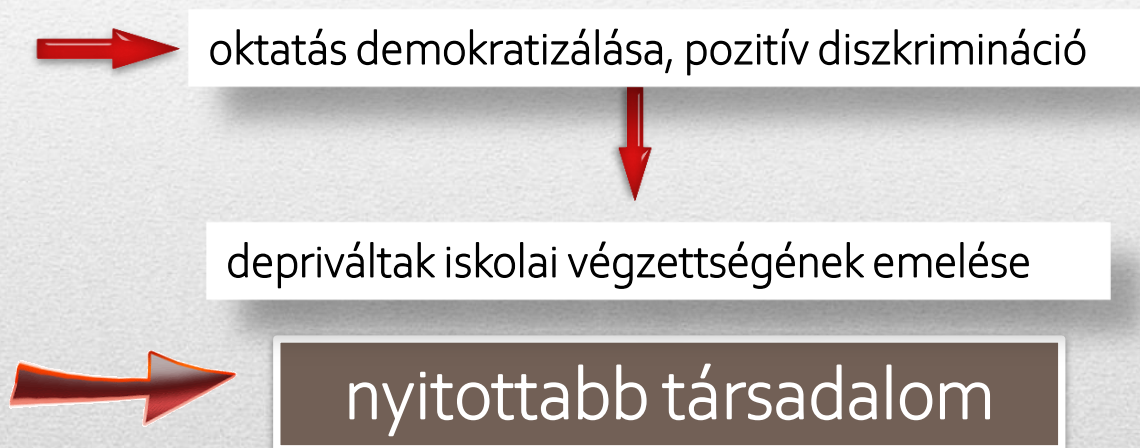 oktatás demokratizálása, pozitív diszkrimináció
depriváltak iskolai végzettségének emelése
nyitottabb társadalom